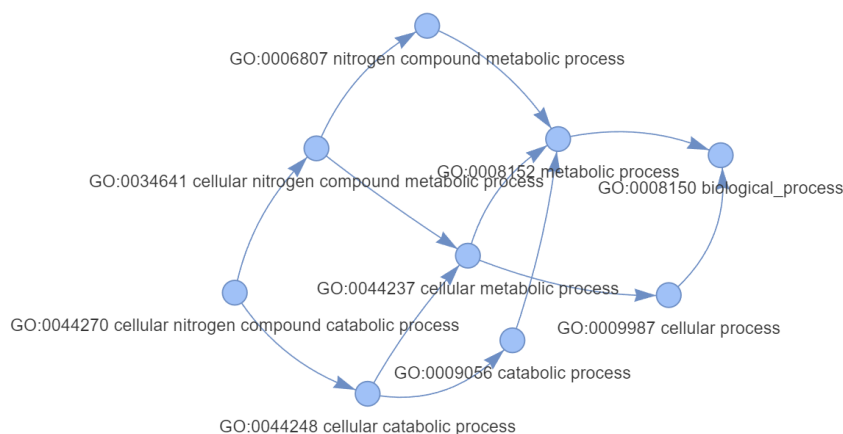 GO:0006807 nitrogen compound metabolic process
GO:0008152 metabolic process
GO:0034641 cellular nitrogen compound metabolic process
GO:0008150 biological_process
GO:0044237 cellular metabolic process
GO:0044270 cellular nitrogen compound catabolic process
GO:0009987 cellular process
GO:0009056 catabolic process
GO:0044248 cellular catabolic process